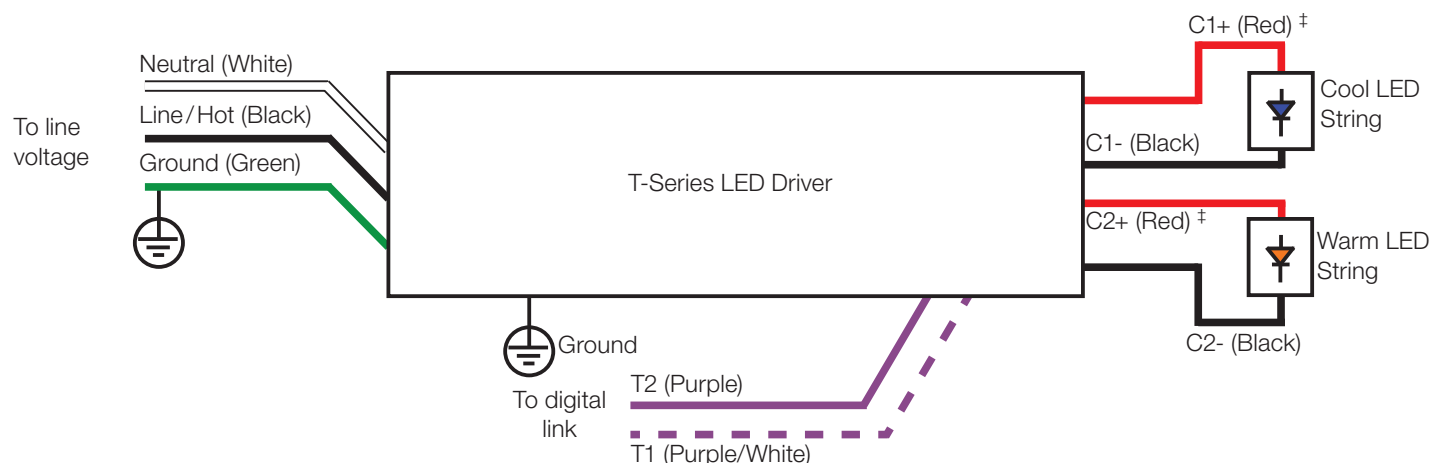 C1+ (Red) ‡
Neutral (White)
Cool LED
String
Line/Hot (Black)
To line
voltage
C1- (Black)
Ground (Green)
T-Series LED Driver
C2+ (Red) ‡
Warm LED
String
Ground
C2- (Black)
T2 (Purple)
To digital
link
T1 (Purple/White)